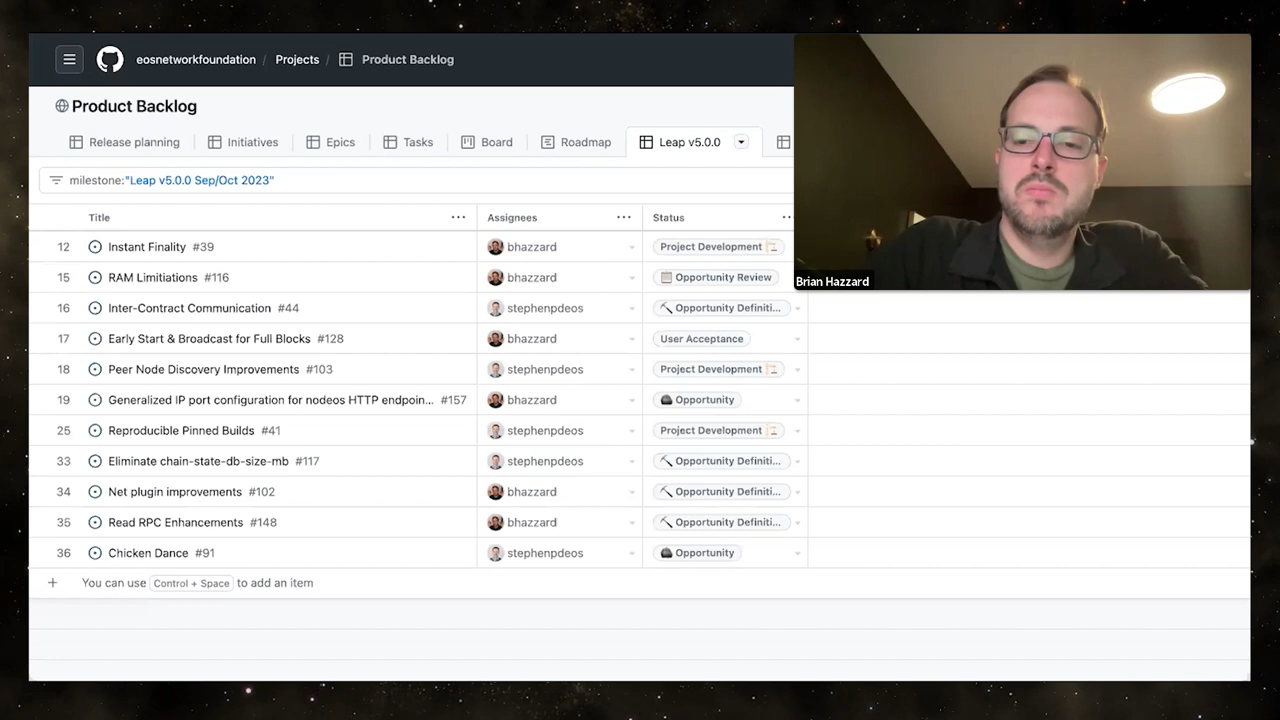 eosnetworkfoundation / Projects / Product Backlog
Product Backlog
Release planning Initiatives Epics Tasks Board Roadmap Leap v5.0.0
milestone:"Leap v5.0.0 Sep/Oct 2023"
Title ... Assignees ... Status ...
12 Instant Finality #39 bhazzard Project Development
15 RAM Limitiations #116 bhazzard Opportunity Review
16 Inter-Contract Communication #44 stephenpdeos Opportunity Definiti...
17 Early Start & Broadcast for Full Blocks #128 bhazzard User Acceptance
18 Peer Node Discovery Improvements #103 stephenpdeos Project Development
19 Generalized IP port configuration for nodeos HTTP endpoin... #157 bhazzard Opportunity
25 Reproducible Pinned Builds #41 stephenpdeos Project Development
33 Eliminate chain-state-db-size-mb #117 stephenpdeos Opportunity Definiti...
34 Net plugin improvements #102 bhazzard Opportunity Definiti...
35 Read RPC Enhancements #148 bhazzard Opportunity Definiti...
36 Chicken Dance #91 stephenpdeos Opportunity
+ You can use Control + Space to add an item
Brian Hazzard